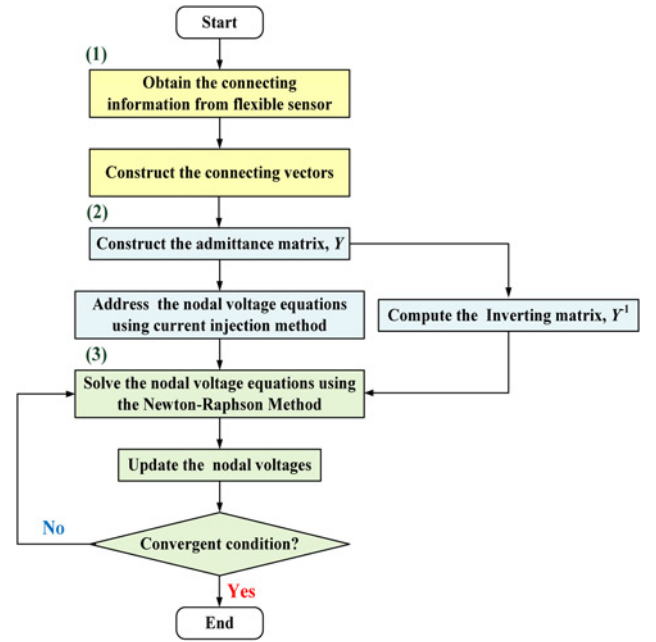 Start
(1)
Obtain the connecting
information from flexible sensor
Construct the connecting vectors
(2)
Construct the admittance matrix, Y
Address the nodal voltage equations
using current injection method
Compute the Inverting matrix, Y⁻¹
(3)
Solve the nodal voltage equations using
the Newton-Raphson Method
Update the nodal voltages
No
Convergent condition?
Yes
End